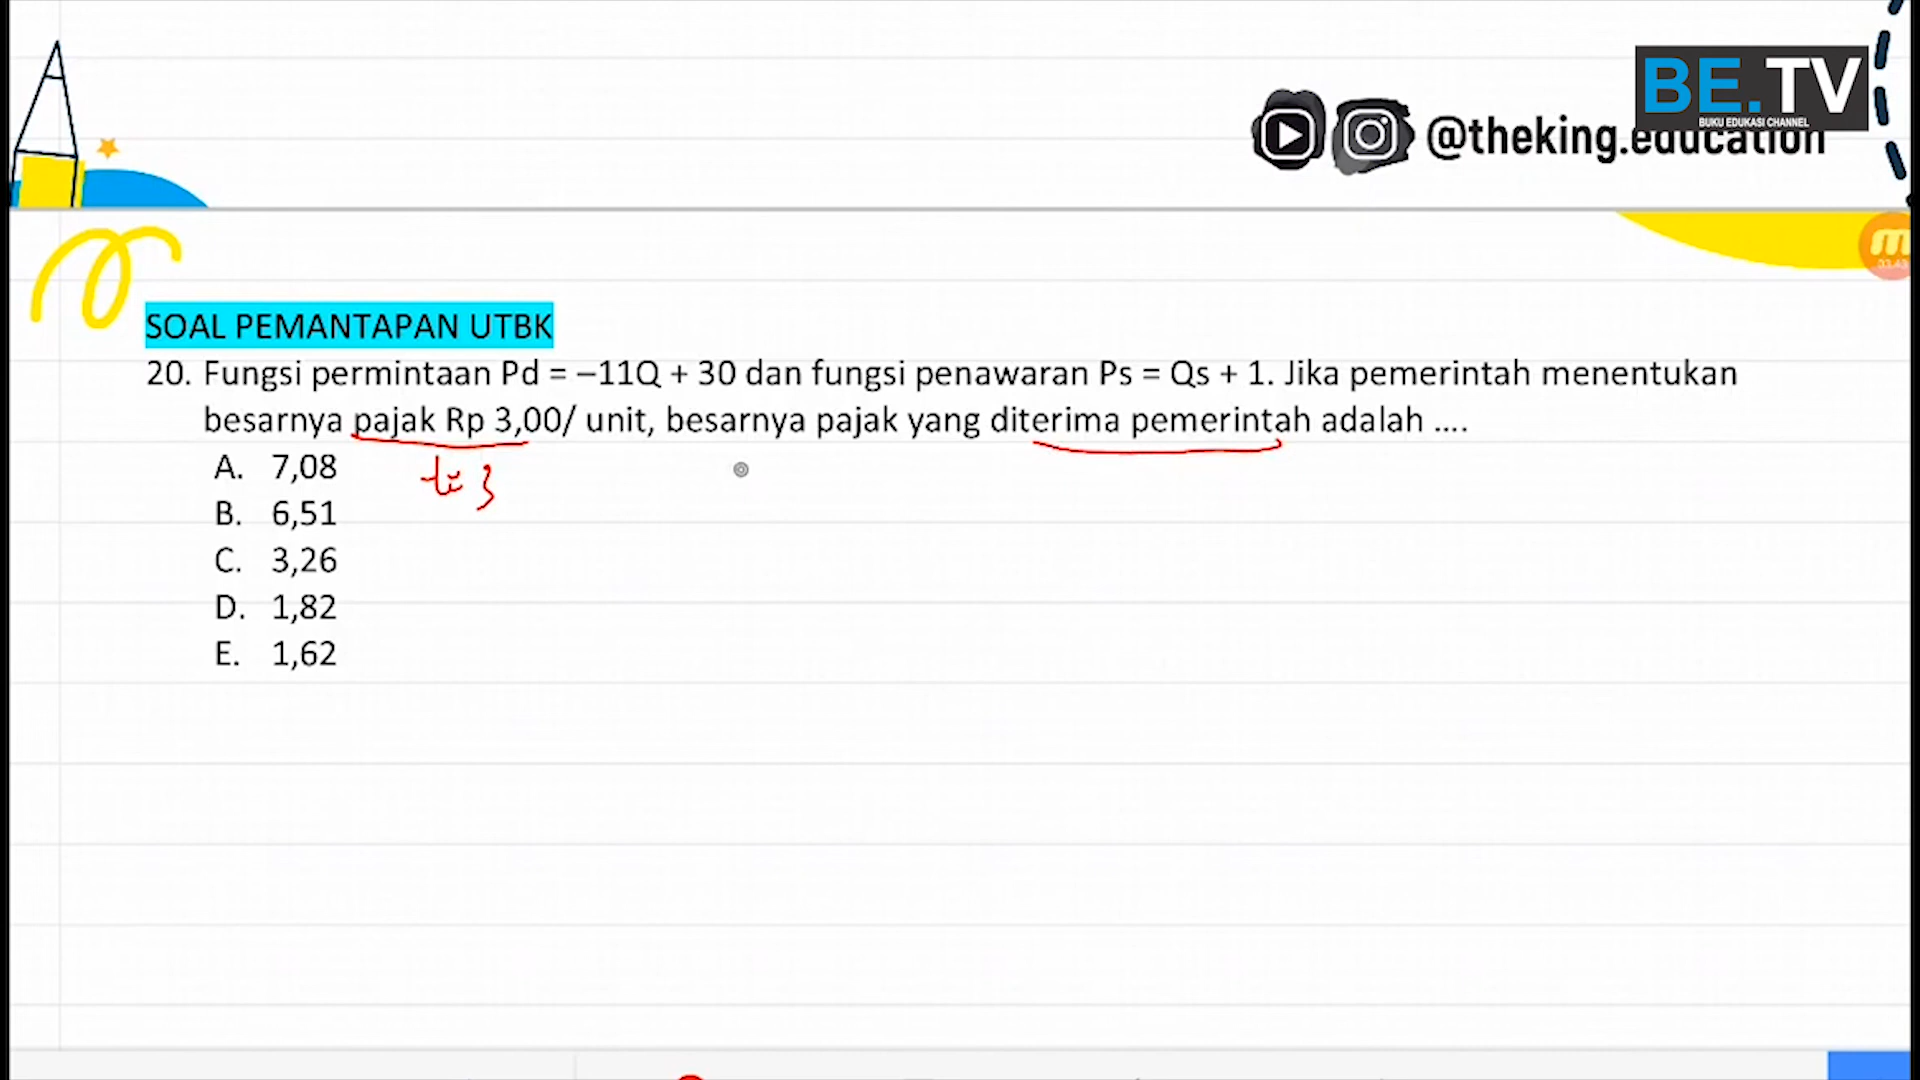 BE.TV
BUKU EDUKASI CHANNEL
@theking.education
SOAL PEMANTAPAN UTBK
20. Fungsi permintaan Pd = –11Q + 30 dan fungsi penawaran Ps = Qs + 1. Jika pemerintah menentukan
besarnya pajak Rp 3,00/ unit, besarnya pajak yang diterima pemerintah adalah ....
A. 7,08
t = 3
B. 6,51
C. 3,26
D. 1,82
E. 1,62